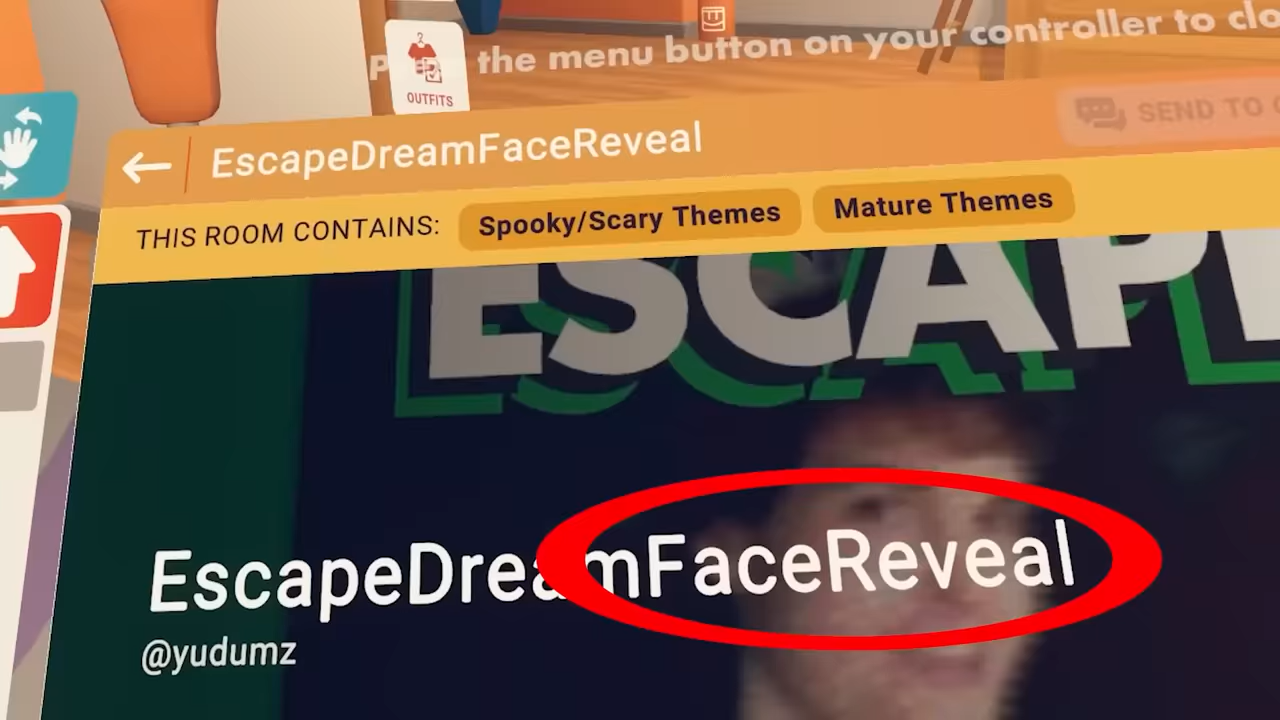 the menu button on your controller to clo
OUTFITS
EscapeDreamFaceReveal
SEND TO
THIS ROOM CONTAINS: Spooky/Scary Themes Mature Themes
ESCAP
EscapeDreamFaceReveal
@yudumz